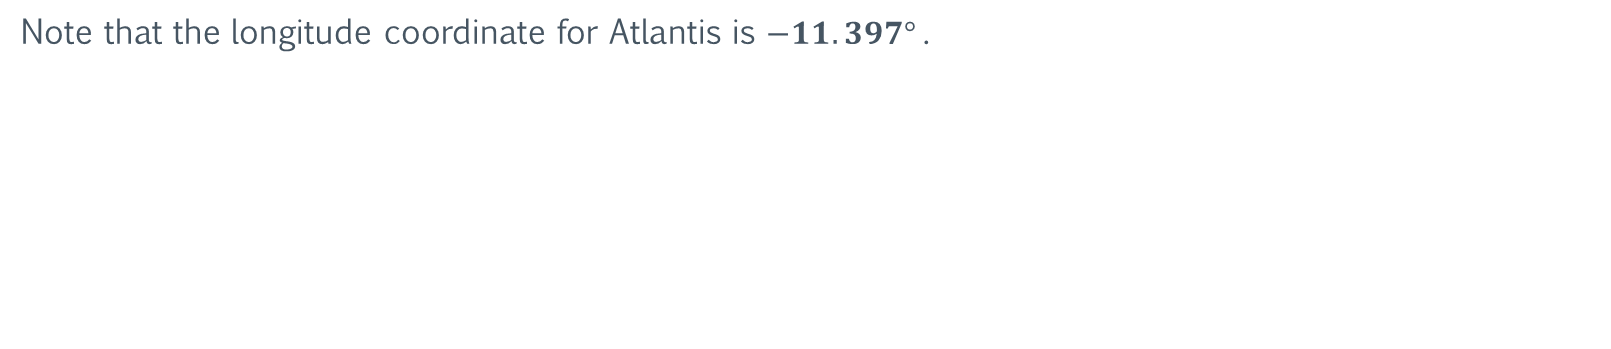 Note that the longitude coordinate for Atlantis is −11.397°.